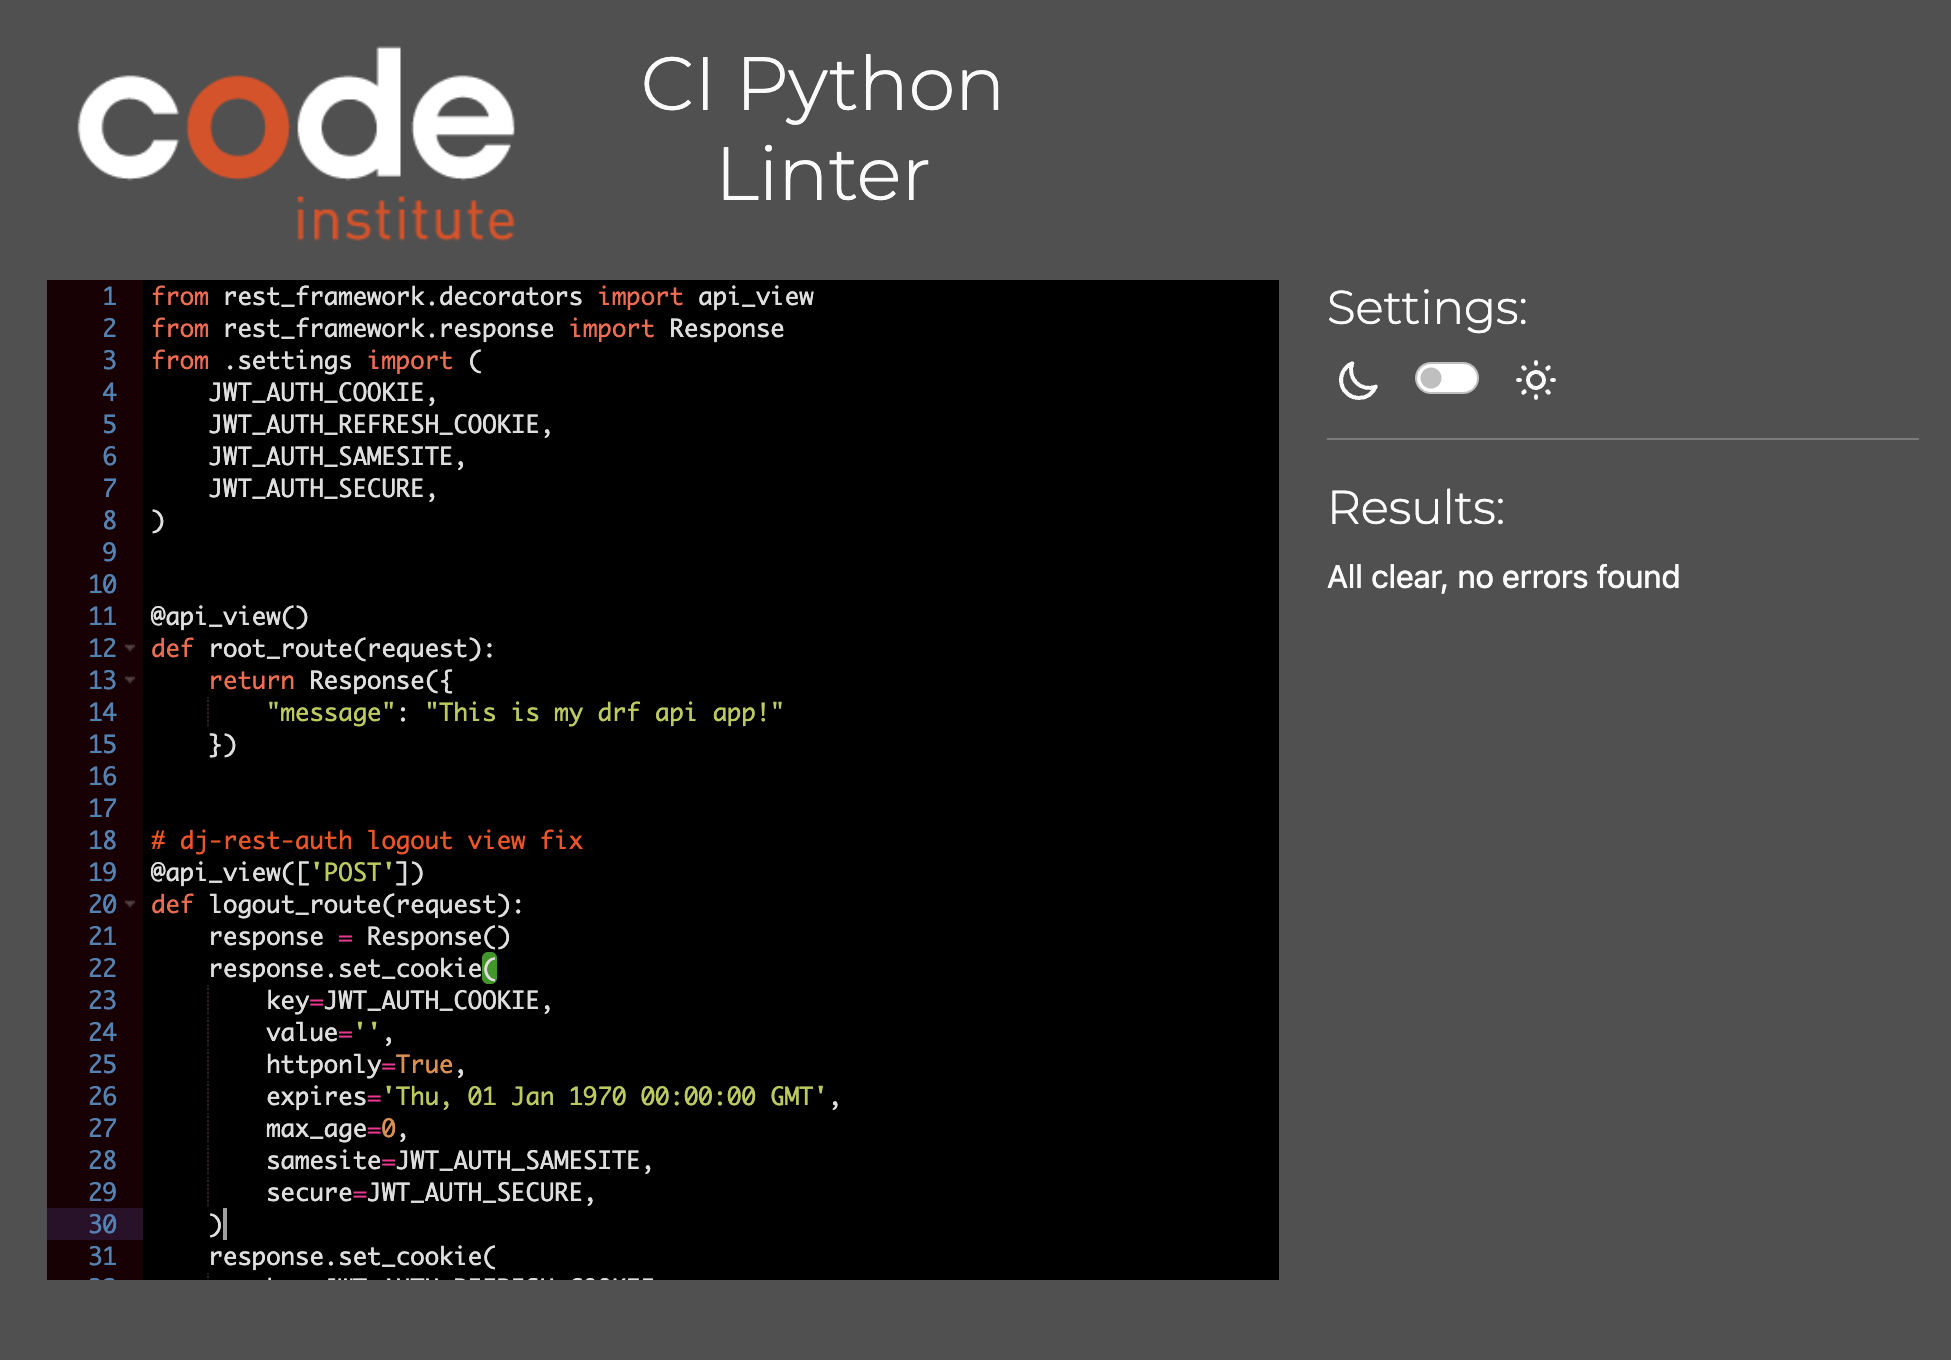 code
institute
CI Python
Linter
1 from rest_framework.decorators import api_view
2 from rest_framework.response import Response
3 from .settings import (
4     JWT_AUTH_COOKIE,
5     JWT_AUTH_REFRESH_COOKIE,
6     JWT_AUTH_SAMESITE,
7     JWT_AUTH_SECURE,
8 )
9
10
11 @api_view()
12 def root_route(request):
13     return Response({
14         "message": "This is my drf api app!"
15     })
16
17
18 # dj-rest-auth logout view fix
19 @api_view(['POST'])
20 def logout_route(request):
21     response = Response()
22     response.set_cookie(
23         key=JWT_AUTH_COOKIE,
24         value='',
25         httponly=True,
26         expires='Thu, 01 Jan 1970 00:00:00 GMT',
27         max_age=0,
28         samesite=JWT_AUTH_SAMESITE,
29         secure=JWT_AUTH_SECURE,
30     )
31     response.set_cookie(
Settings:
Results:
All clear, no errors found